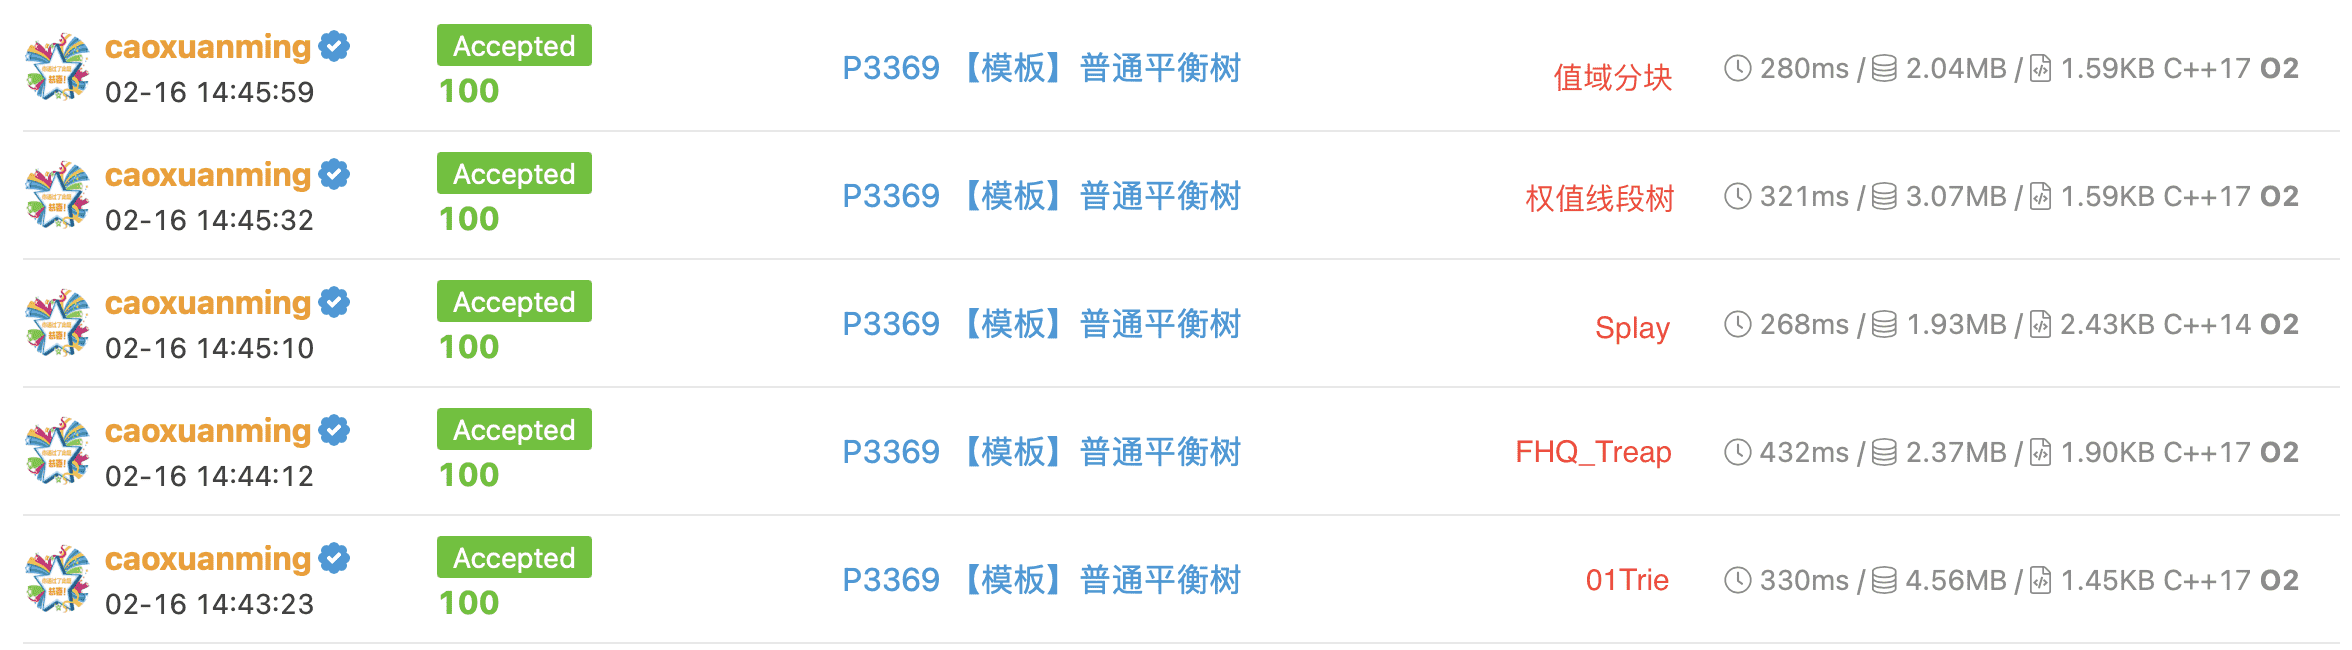 caoxuanming Accepted
02-16 14:45:59 100
P3369 【模板】普通平衡树 值域分块 280ms / 2.04MB / 1.59KB C++17 O2
caoxuanming Accepted
02-16 14:45:32 100
P3369 【模板】普通平衡树 权值线段树 321ms / 3.07MB / 1.59KB C++17 O2
caoxuanming Accepted
02-16 14:45:10 100
P3369 【模板】普通平衡树 Splay 268ms / 1.93MB / 2.43KB C++14 O2
caoxuanming Accepted
02-16 14:44:12 100
P3369 【模板】普通平衡树 FHQ_Treap 432ms / 2.37MB / 1.90KB C++17 O2
caoxuanming Accepted
02-16 14:43:23 100
P3369 【模板】普通平衡树 01Trie 330ms / 4.56MB / 1.45KB C++17 O2